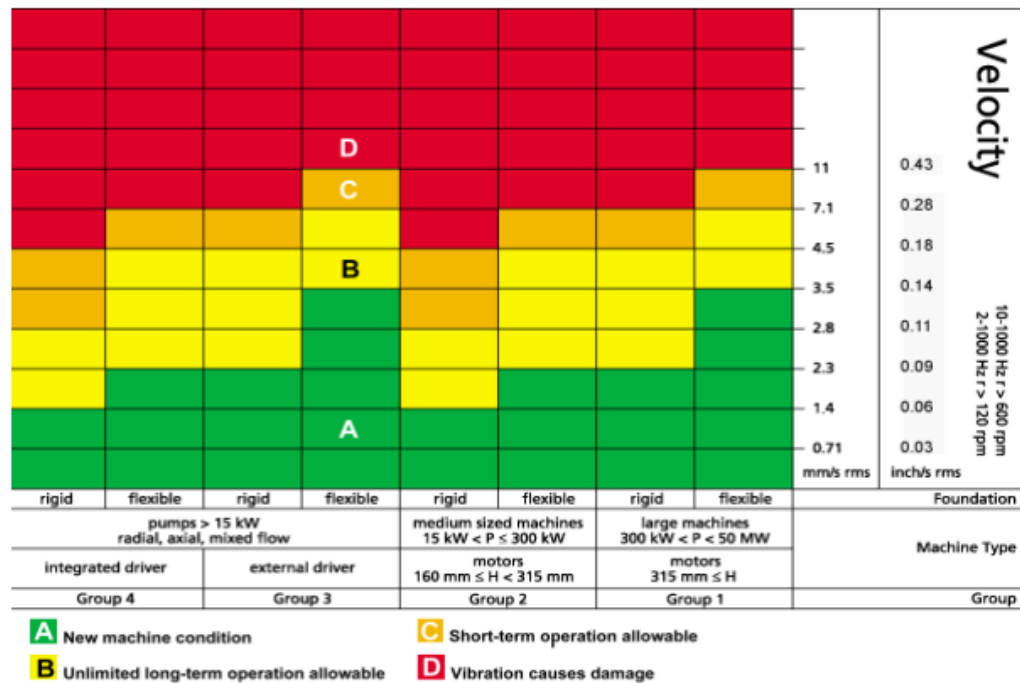 Velocity
D
11
0.43
C
7.1
0.28
4.5
0.18
B
3.5
0.14
2.8
0.11
2.3
0.09
1.4
0.06
A
0.71
0.03
10-1000 Hz r > 600 rpm
2-1000 Hz r > 120 rpm
mm/s rms
inch/s rms
rigid flexible rigid flexible rigid flexible rigid flexible Foundation
pumps > 15 kW
radial, axial, mixed flow
medium sized machines
15 kW < P ≤ 300 kW
large machines
300 kW < P < 50 MW
Machine Type
integrated driver
external driver
motors
160 mm ≤ H < 315 mm
motors
315 mm ≤ H
Group 4 Group 3 Group 2 Group 1 Group
A New machine condition
C Short-term operation allowable
B Unlimited long-term operation allowable
D Vibration causes damage